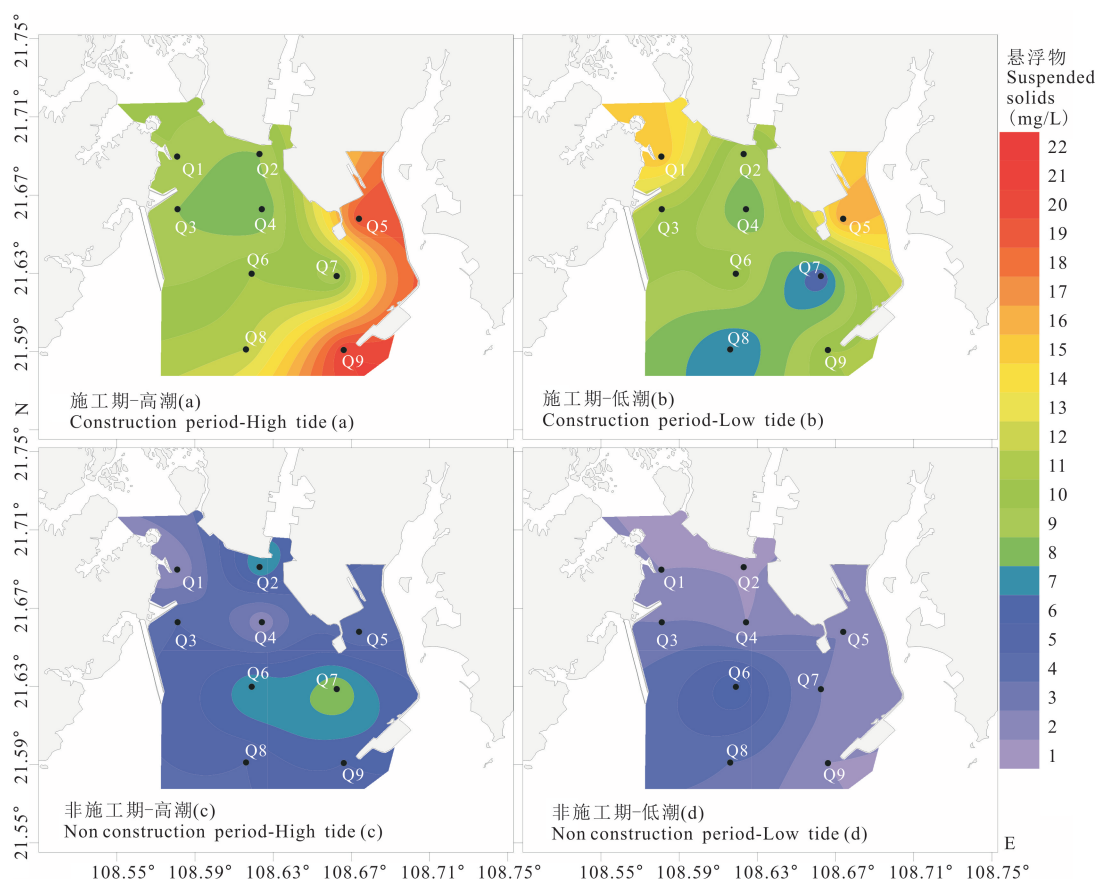 21.75°
21.71°
21.67°
21.63°
21.59°
N
Q1
Q2
Q3
Q4
Q5
Q6
Q7
Q8
Q9
施工期-高潮(a)
Construction period-High tide (a)
Q1
Q2
Q3
Q4
Q5
Q6
Q7
Q8
Q9
施工期-低潮(b)
Construction period-Low tide (b)
悬浮物
Suspended
solids
(mg/L)
22
21
20
19
18
17
16
15
14
13
12
11
10
9
8
7
6
5
4
3
2
1
21.75°
21.71°
21.67°
21.63°
21.59°
21.55°
Q1
Q2
Q3
Q4
Q5
Q6
Q7
Q8
Q9
非施工期-高潮(c)
Non construction period-High tide (c)
Q1
Q2
Q3
Q4
Q5
Q6
Q7
Q8
Q9
非施工期-低潮(d)
Non construction period-Low tide (d)
E
108.55° 108.59° 108.63° 108.67° 108.71° 108.75° 108.55° 108.59° 108.63° 108.67° 108.71° 108.75°